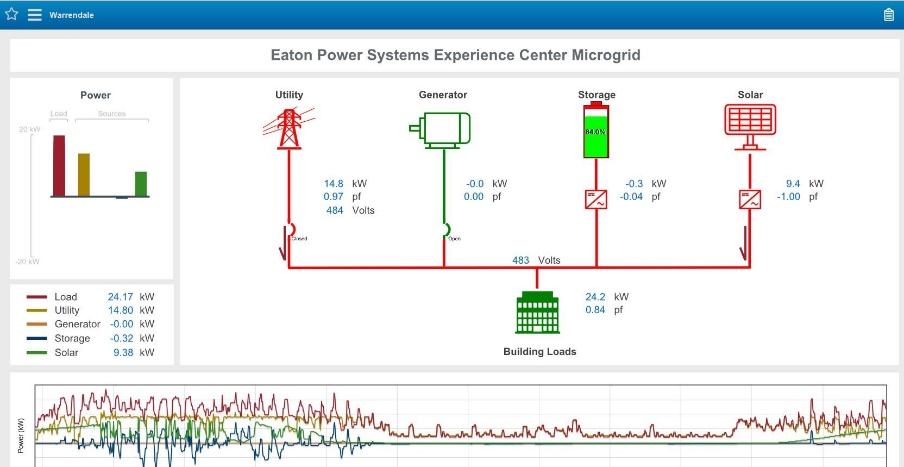 Warrendale
Eaton Power Systems Experience Center Microgrid
Power
Load Sources
20 kW
-20 kW
Load 24.17 kW
Utility 14.80 kW
Generator -0.00 kW
Storage -0.32 kW
Solar 9.38 kW
Utility Generator Storage Solar
84.0%
14.8 kW
0.97 pf
484 Volts
-0.0 kW
0.00 pf
-0.3 kW
-0.04 pf
9.4 kW
-1.00 pf
Closed
Open
483 Volts
24.2 kW
0.84 pf
Building Loads
Power (kW)